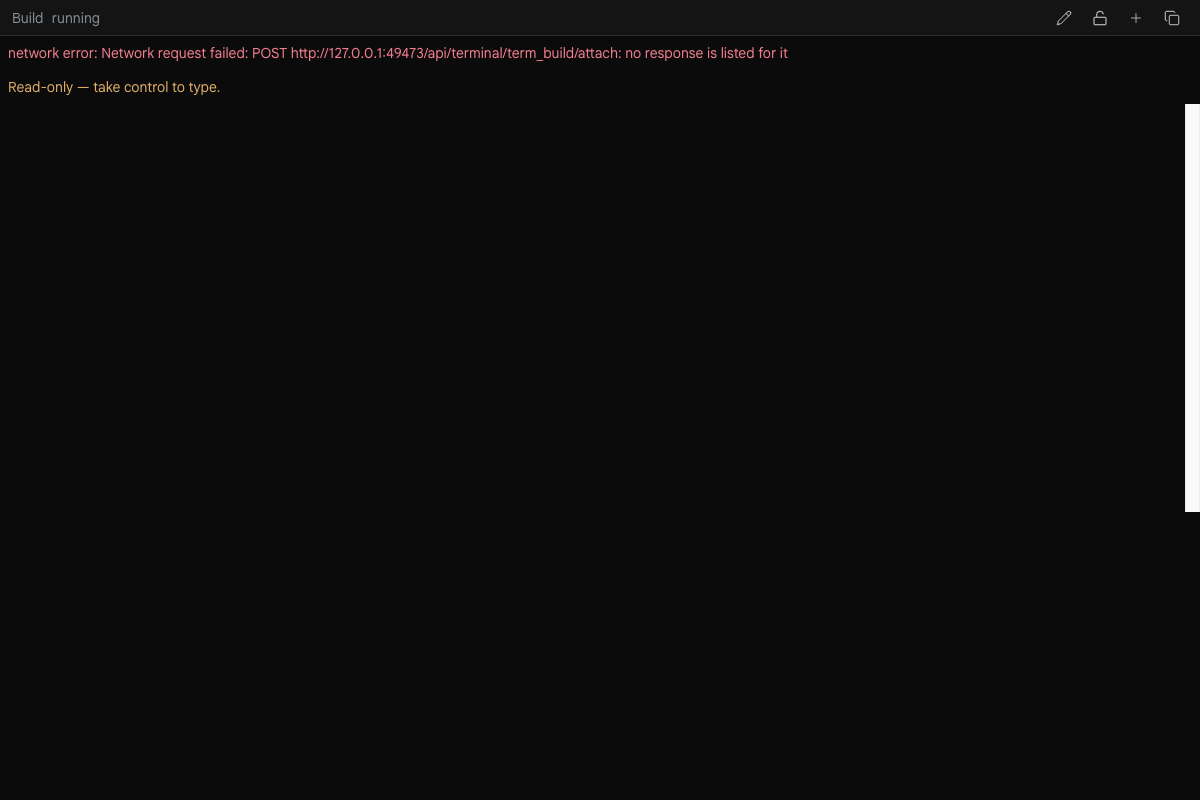 Build running
network error: Network request failed: POST http://127.0.0.1:49473/api/terminal/term_build/attach: no response is listed for it
Read-only — take control to type.